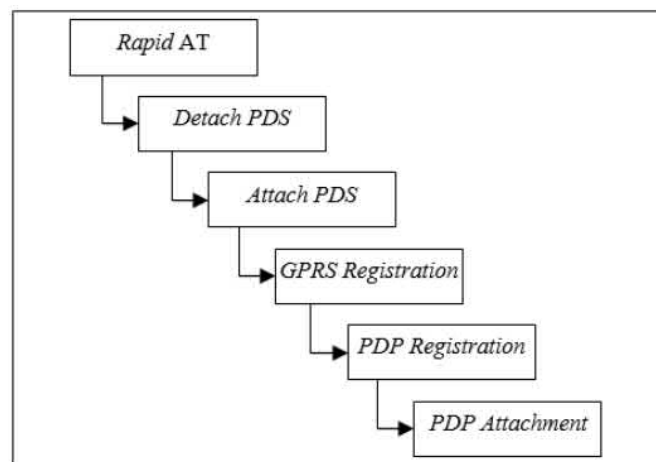 Rapid AT
Detach PDS
Attach PDS
GPRS Registration
PDP Registration
PDP Attachment